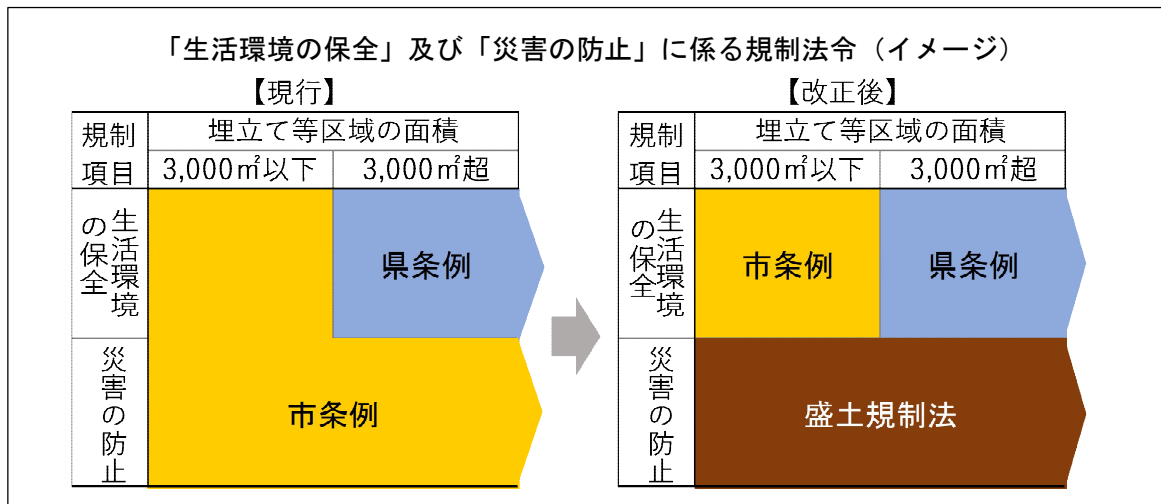 「生活環境の保全」及び「災害の防止」に係る規制法令（イメージ）
【現行】
規制項目
埋立て等区域の面積
3,000㎡以下
3,000㎡超
生活環境の保全
県条例
災害の防止
市条例
【改正後】
規制項目
埋立て等区域の面積
3,000㎡以下
3,000㎡超
生活環境の保全
市条例
県条例
災害の防止
盛土規制法